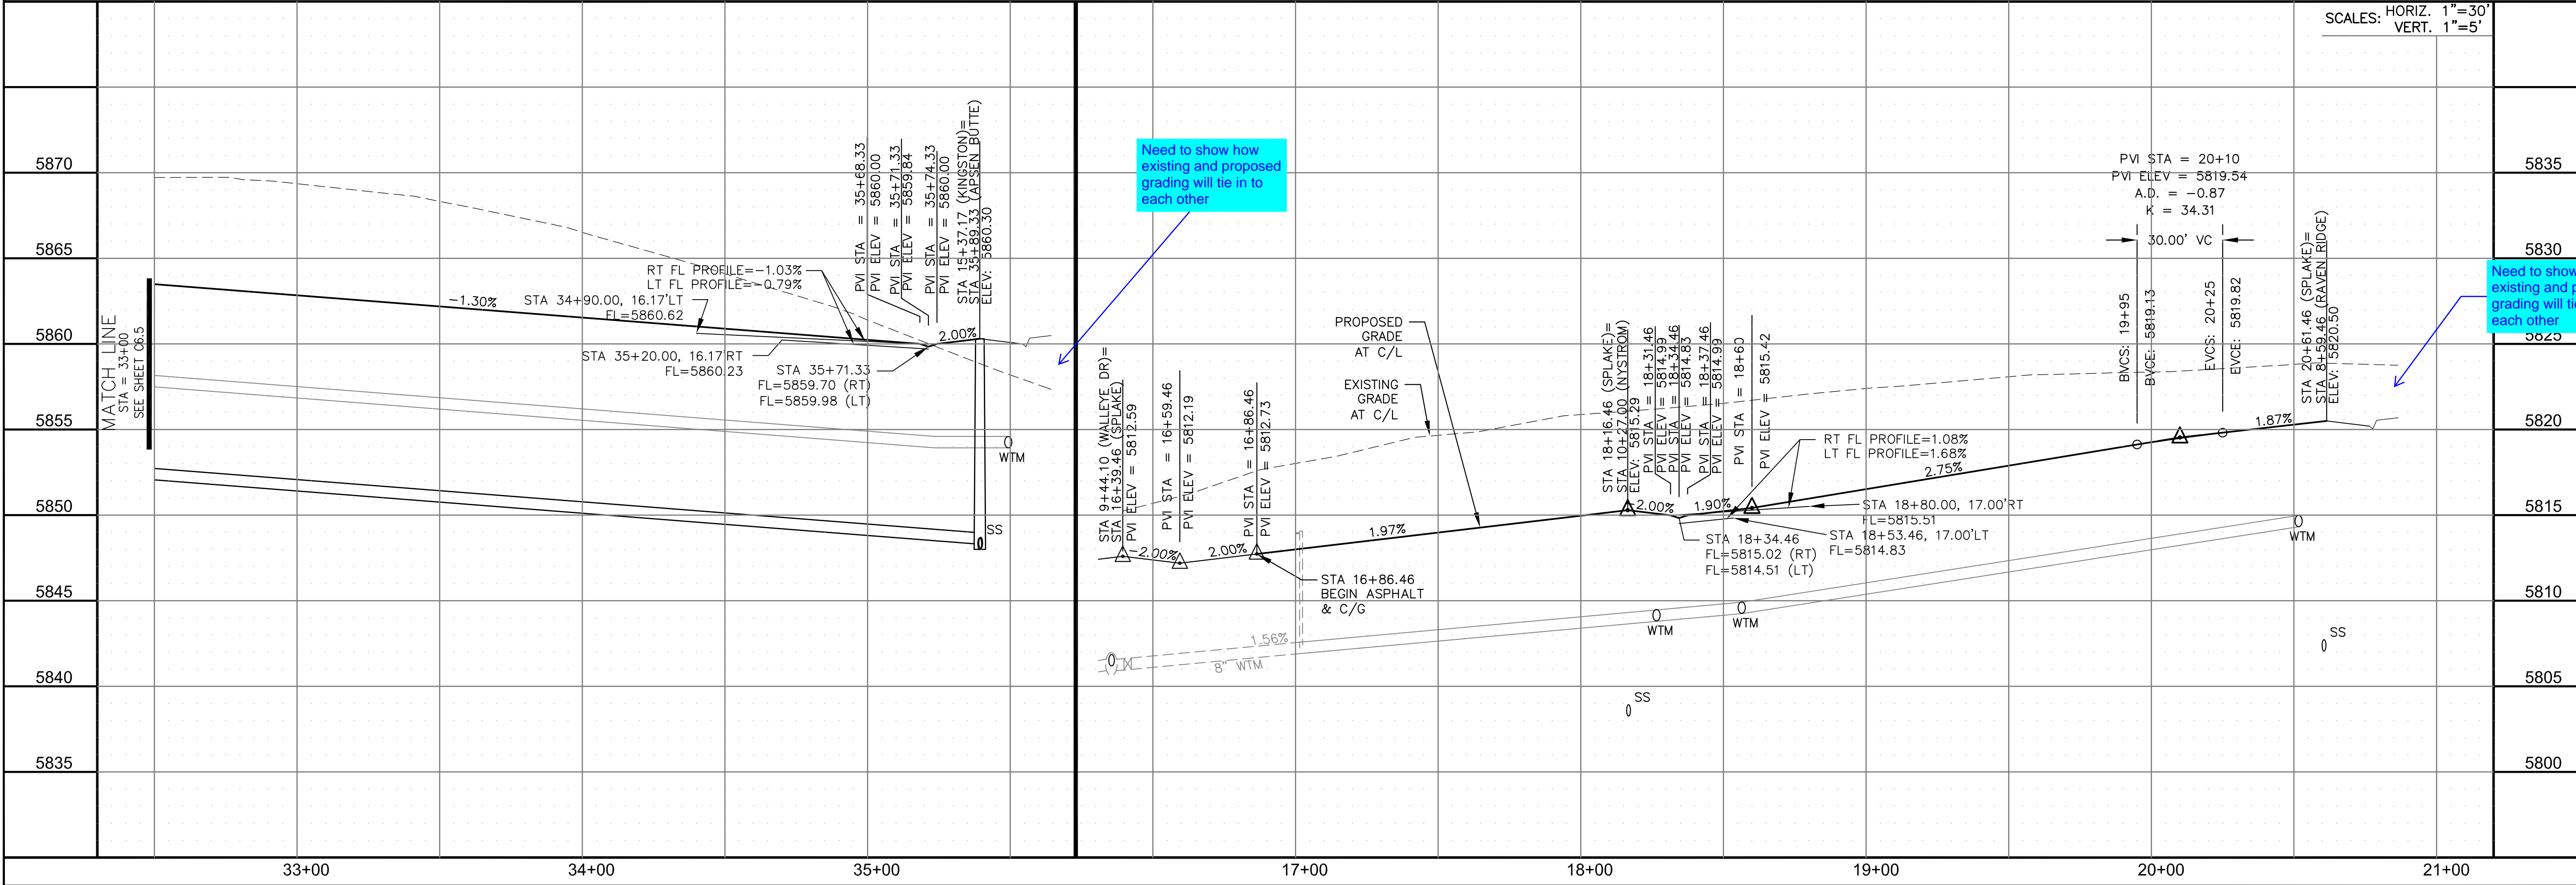 SCALES: HORIZ. 1"=30'
VERT. 1"=5'
5870
5865
5860
5855
5850
5845
5840
5835
MATCH LINE
STA = 33+00
SEE SHEET C6.5
-1.30%
STA 34+90.00, 16.17'LT
FL=5860.62
RT FL PROFILE=-1.03%
LT FL PROFILE=-0.79%
STA 35+20.00, 16.17'RT
FL=5860.23
STA 35+71.33
FL=5859.70 (RT)
FL=5859.98 (LT)
PVI STA = 35+68.33
PVI ELEV = 5860.00
PVI STA = 35+71.33
PVI ELEV = 5859.84
PVI STA = 35+74.33
PVI ELEV = 5860.00
STA 15+37.17 (KINGSTON)=
STA 35+89.33 (APSEN BUTTE)
ELEV: 5860.30
2.00%
WTM
SS
33+00
34+00
35+00
Need to show how
existing and proposed
grading will tie in to
each other
STA 9+44.10 (WALLEYE DR)=
STA 16+39.46 (SPLAKE)
PVI ELEV = 5812.59
PVI STA = 16+59.46
PVI ELEV = 5812.19
PVI STA = 16+86.46
PVI ELEV = 5812.73
-2.00%
2.00%
1.97%
STA 16+86.46
BEGIN ASPHALT
& C/G
1.56%
8" WTM
PROPOSED
GRADE
AT C/L
EXISTING
GRADE
AT C/L
STA 18+16.46 (SPLAKE)=
STA 10+27.00 (NYSTROM)
ELEV: 5815.29
PVI STA = 18+31.46
PVI ELEV = 5814.99
PVI STA = 18+34.46
PVI ELEV = 5814.83
PVI STA = 18+37.46
PVI ELEV = 5814.99
PVI STA = 18+60
PVI ELEV = 5815.42
-2.00%
1.90%
RT FL PROFILE=1.08%
LT FL PROFILE=1.68%
2.75%
STA 18+80.00, 17.00'RT
FL=5815.51
STA 18+53.46, 17.00'LT
FL=5814.83
STA 18+34.46
FL=5815.02 (RT)
FL=5814.51 (LT)
WTM
WTM
SS
PVI STA = 20+10
PVI ELEV = 5819.54
A.D. = -0.87
K = 34.31
30.00' VC
BVCS: 19+95
BVCE: 5819.13
EVCS: 20+25
EVCE: 5819.82
STA 20+61.46 (SPLAKE)=
STA 8+59.46 (RAVEN RIDGE)
ELEV: 5820.50
1.87%
WTM
SS
Need to show
existing and p
grading will tie
each other
5835
5830
5825
5820
5815
5810
5805
5800
17+00
18+00
19+00
20+00
21+00